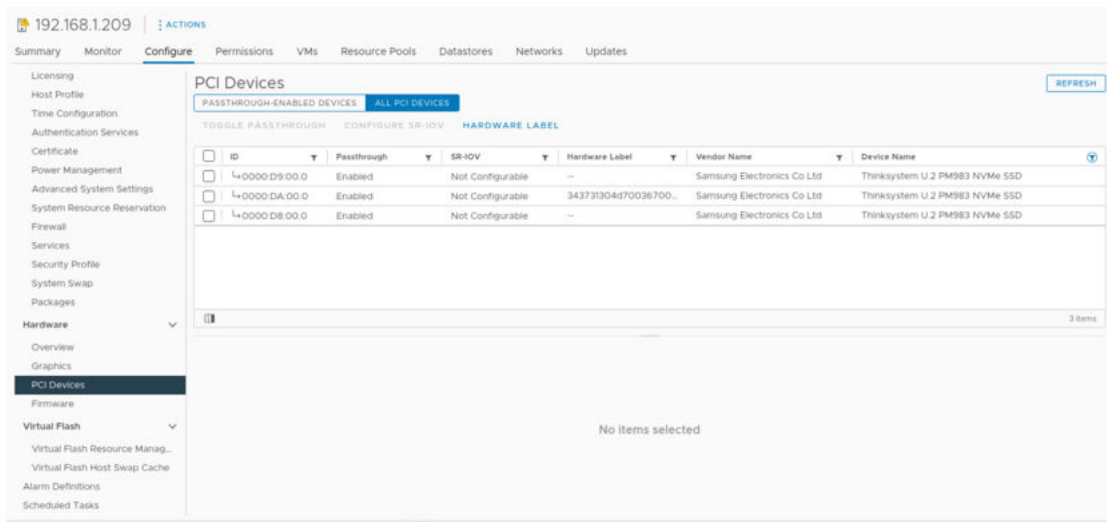 192.168.1.209 ACTIONS
Summary Monitor Configure Permissions VMs Resource Pools Datastores Networks Updates
Licensing
Host Profile
Time Configuration
Authentication Services
Certificate
Power Management
Advanced System Settings
System Resource Reservation
Firewall
Services
Security Profile
System Swap
Packages
Hardware
Overview
Graphics
PCI Devices
Firmware
Virtual Flash
Virtual Flash Resource Manag...
Virtual Flash Host Swap Cache
Alarm Definitions
Scheduled Tasks
PCI Devices REFRESH
PASSTHROUGH-ENABLED DEVICES ALL PCI DEVICES
TOGGLE PASSTHROUGH CONFIGURE SR-IOV HARDWARE LABEL
ID Passthrough SR-IOV Hardware Label Vendor Name Device Name
0000:D9:00.0 Enabled Not Configurable -- Samsung Electronics Co Ltd Thinksystem U.2 PM983 NVMe SSD
0000:DA:00.0 Enabled Not Configurable 343731304d70036700... Samsung Electronics Co Ltd Thinksystem U.2 PM983 NVMe SSD
0000:D8:00.0 Enabled Not Configurable -- Samsung Electronics Co Ltd Thinksystem U.2 PM983 NVMe SSD
3 items
No items selected